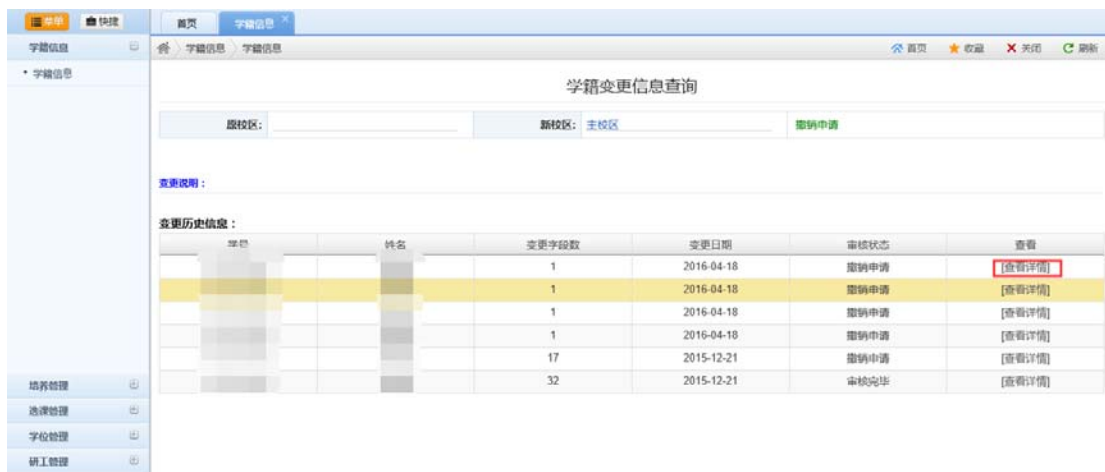 菜单 快捷 首页 学籍信息
学籍信息 学籍信息 学籍信息 首页 收藏 关闭 刷新
学籍信息
学籍变更信息查询
原校区: 新校区: 主校区 撤销申请
变更说明：
变更历史信息：
学号 姓名 变更字段数 变更日期 审核状态 查看
1 2016-04-18 撤销申请 [查看详情]
1 2016-04-18 撤销申请 [查看详情]
1 2016-04-18 撤销申请 [查看详情]
1 2016-04-18 撤销申请 [查看详情]
17 2015-12-21 撤销申请 [查看详情]
32 2015-12-21 审核完毕 [查看详情]
培养管理
选课管理
学位管理
研工管理